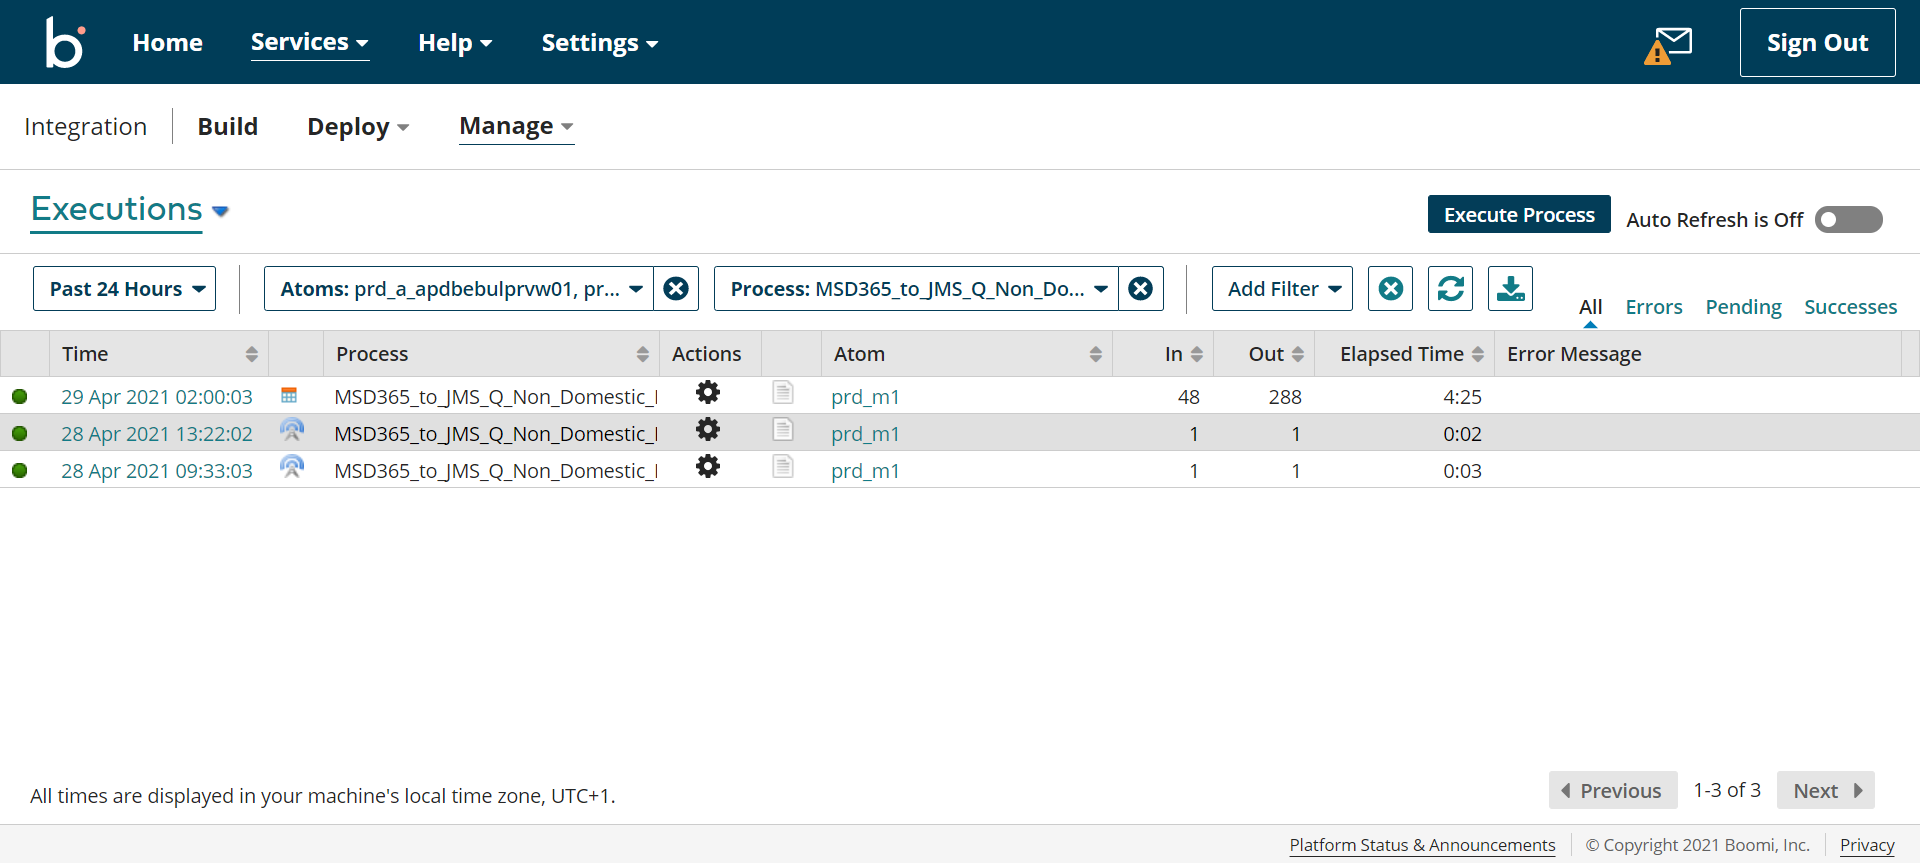 b Home Services Help Settings Sign Out
Integration Build Deploy Manage
Executions Execute Process Auto Refresh is Off
Past 24 Hours Atoms: prd_a_apdbebulprvw01, pr... Process: MSD365_to_JMS_Q_Non_Do... Add Filter All Errors Pending Successes
Time Process Actions Atom In Out Elapsed Time Error Message
29 Apr 2021 02:00:03 MSD365_to_JMS_Q_Non_Domestic_ prd_m1 48 288 4:25
28 Apr 2021 13:22:02 MSD365_to_JMS_Q_Non_Domestic_ prd_m1 1 1 0:02
28 Apr 2021 09:33:03 MSD365_to_JMS_Q_Non_Domestic_ prd_m1 1 1 0:03
All times are displayed in your machine's local time zone, UTC+1. Previous 1-3 of 3 Next
Platform Status & Announcements © Copyright 2021 Boomi, Inc. Privacy